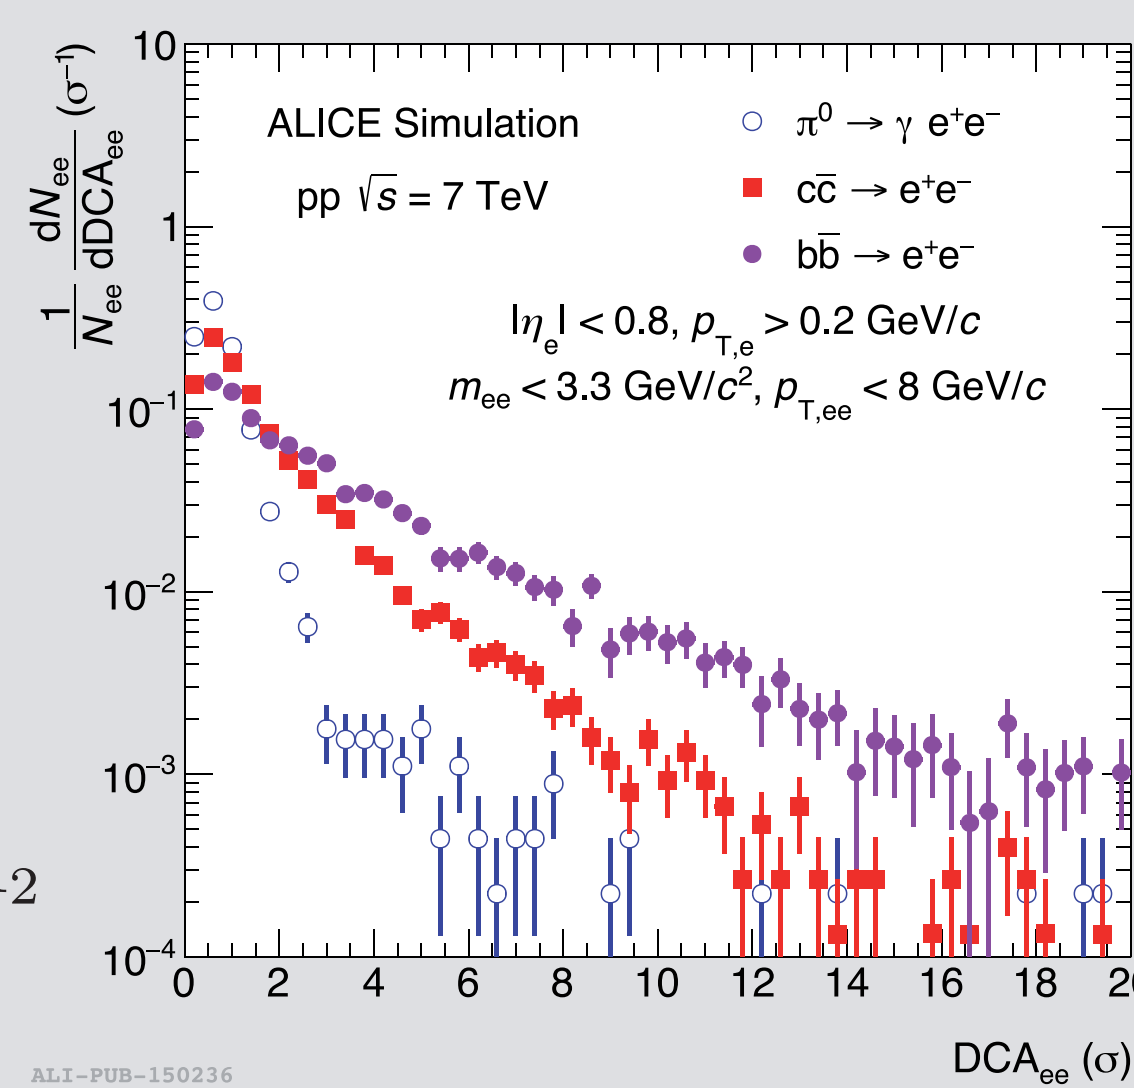 10
1
10⁻¹
10⁻²
10⁻³
10⁻⁴
1/N_ee dN_ee/dDCA_ee (σ⁻¹)
ALICE Simulation
pp √s = 7 TeV
π⁰ → γ e⁺e⁻
cc̅ → e⁺e⁻
bb̅ → e⁺e⁻
|η_e| < 0.8, p_T,e > 0.2 GeV/c
m_ee < 3.3 GeV/c², p_T,ee < 8 GeV/c
0 2 4 6 8 10 12 14 16 18
DCA_ee (σ)
2
ALI-PUB-150236